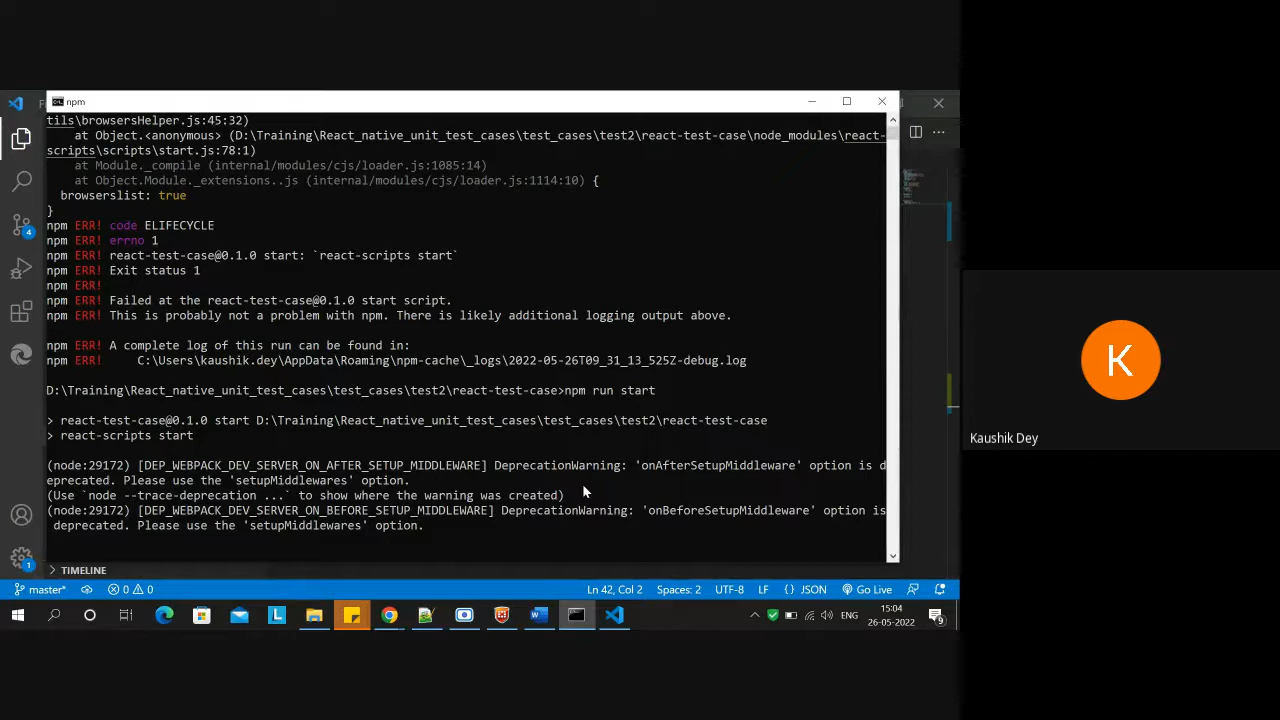 npm
tils\browsersHelper.js:45:32)
at Object.<anonymous> (D:\Training\React_native_unit_test_cases\test_cases\test2\react-test-case\node_modules\react-
scripts\scripts\start.js:78:1)
at Module._compile (internal/modules/cjs/loader.js:1085:14)
at Object.Module._extensions..js (internal/modules/cjs/loader.js:1114:10) {
browserslist: true
}
npm ERR! code ELIFECYCLE
npm ERR! errno 1
npm ERR! react-test-case@0.1.0 start: `react-scripts start`
npm ERR! Exit status 1
npm ERR!
npm ERR! Failed at the react-test-case@0.1.0 start script.
npm ERR! This is probably not a problem with npm. There is likely additional logging output above.
npm ERR! A complete log of this run can be found in:
npm ERR!     C:\Users\kaushik.dey\AppData\Roaming\npm-cache\_logs\2022-05-26T09_31_13_525Z-debug.log
D:\Training\React_native_unit_test_cases\test_cases\test2\react-test-case>npm run start
> react-test-case@0.1.0 start D:\Training\React_native_unit_test_cases\test_cases\test2\react-test-case
> react-scripts start
(node:29172) [DEP_WEBPACK_DEV_SERVER_ON_AFTER_SETUP_MIDDLEWARE] DeprecationWarning: 'onAfterSetupMiddleware' option is d
eprecated. Please use the 'setupMiddlewares' option.
(Use `node --trace-deprecation ...` to show where the warning was created)
(node:29172) [DEP_WEBPACK_DEV_SERVER_ON_BEFORE_SETUP_MIDDLEWARE] DeprecationWarning: 'onBeforeSetupMiddleware' option is
deprecated. Please use the 'setupMiddlewares' option.
K
Kaushik Dey
4
1
TIMELINE
master* 0 0 Ln 42, Col 2 Spaces: 2 UTF-8 LF {} JSON Go Live
L W ENG 15:04
26-05-2022 9